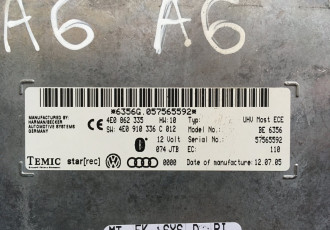 A6 A6
*6356G.057565592*
MANUFACTURED BY:
HARMAN/BECKER
AUTOMOTIVE SYSTEMS
GERMANY
CE 4E0 862 335 HW:10 Typ: UHV Most ECE
SW: 4E0 910 336 C 012 Model No.: BE 6356
12 Volt Serial No.: 57565592
074 JTB EC: 110
TEMIC star[rec] 0000 Date of manufacture: 12.07.05